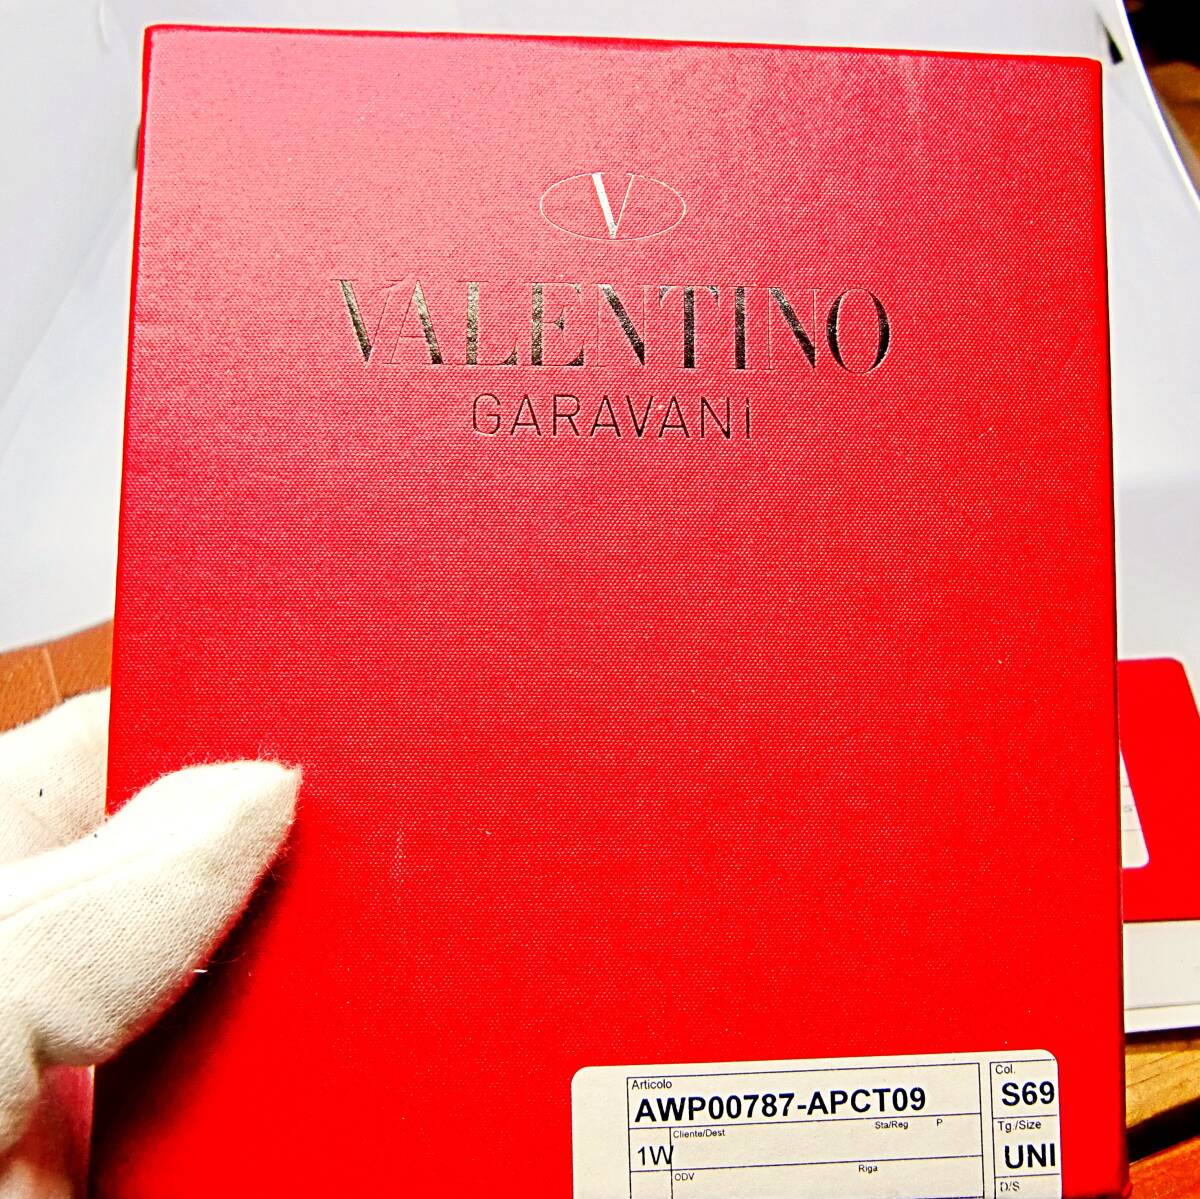 V
VALENTINO
GARAVANi
Articolo
AWP00787-APCT09
Col.
S69
Cliente/Dest Sta/Reg P
1W
Tg./Size
UNI
ODV Riga
D/S